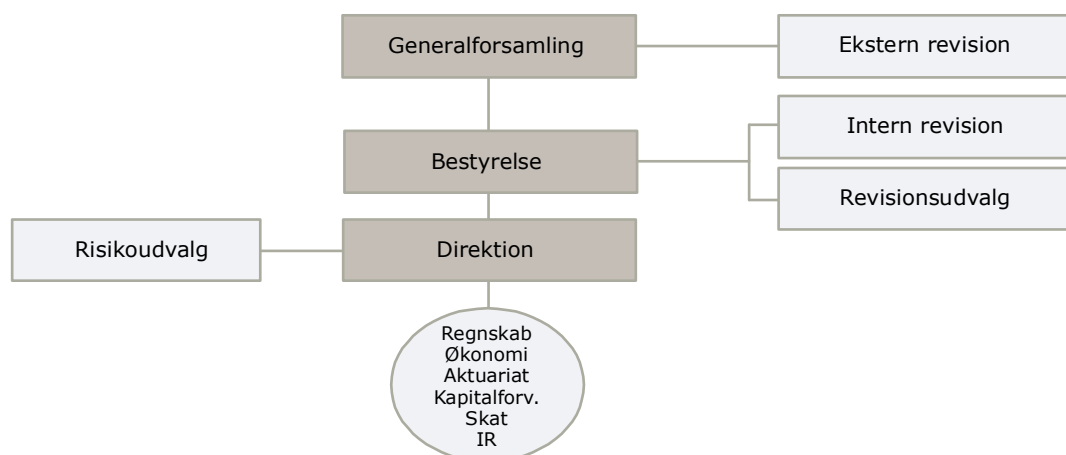 Generalforsamling
Ekstern revision
Intern revision
Bestyrelse
Revisionsudvalg
Risikoudvalg
Direktion
Regnskab
Økonomi
Aktuariat
Kapitalforv.
Skat
IR